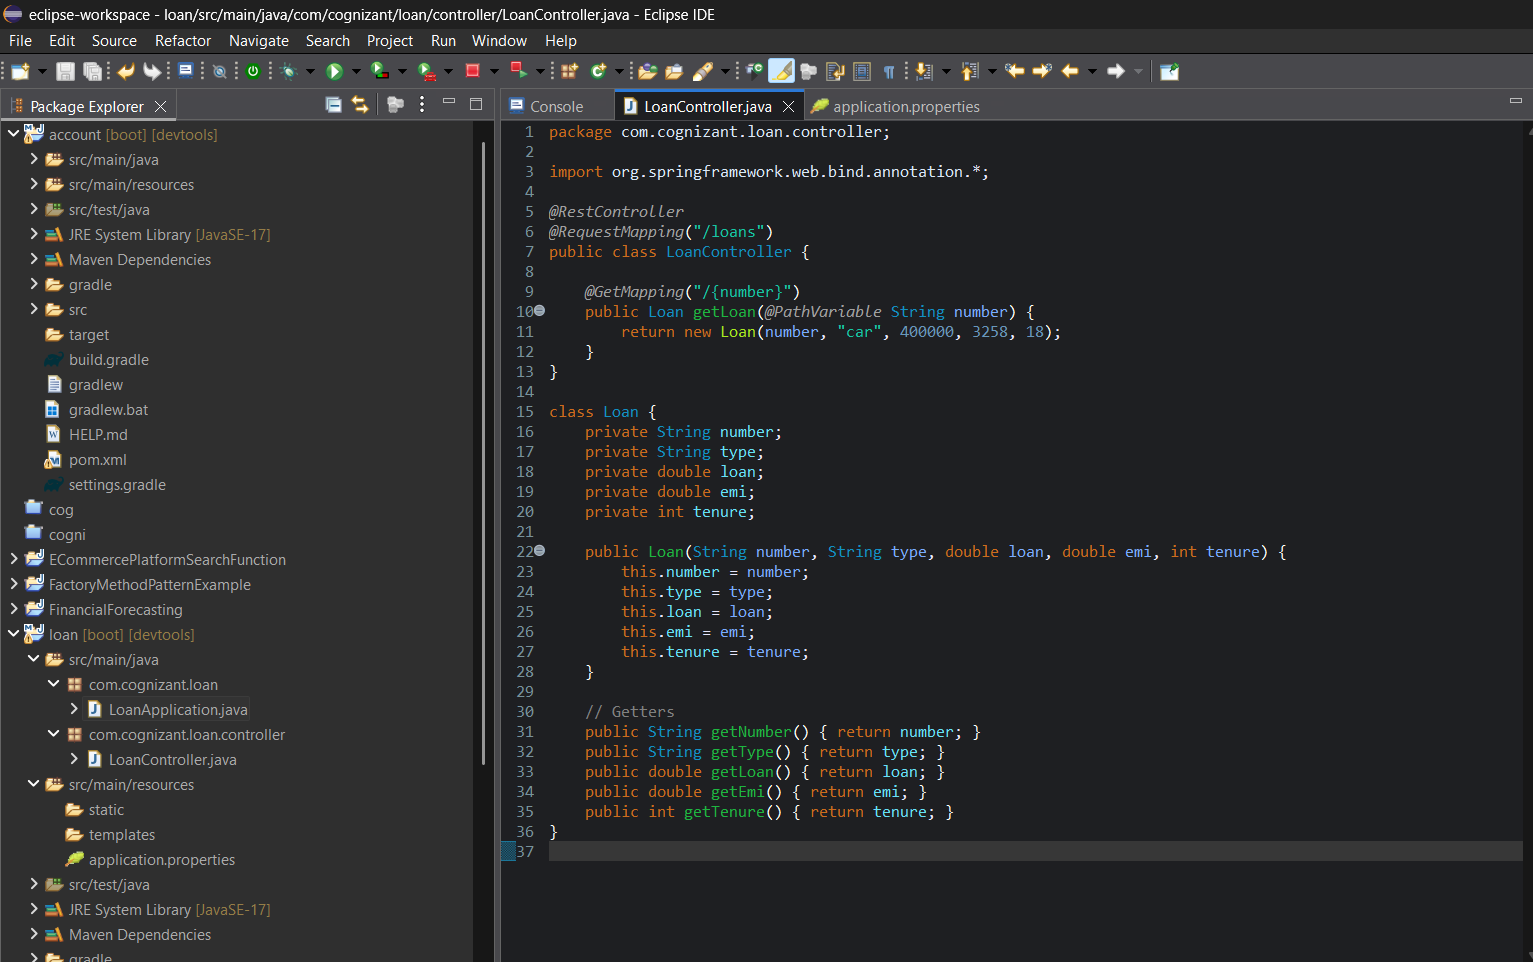 eclipse-workspace - loan/src/main/java/com/cognizant/loan/controller/LoanController.java - Eclipse IDE
File Edit Source Refactor Navigate Search Project Run Window Help
Package Explorer
account [boot] [devtools]
src/main/java
src/main/resources
src/test/java
JRE System Library [JavaSE-17]
Maven Dependencies
gradle
src
target
build.gradle
gradlew
gradlew.bat
HELP.md
pom.xml
settings.gradle
cog
cogni
ECommercePlatformSearchFunction
FactoryMethodPatternExample
FinancialForecasting
loan [boot] [devtools]
src/main/java
com.cognizant.loan
LoanApplication.java
com.cognizant.loan.controller
LoanController.java
src/main/resources
static
templates
application.properties
src/test/java
JRE System Library [JavaSE-17]
Maven Dependencies
gradle
Console LoanController.java application.properties
1 package com.cognizant.loan.controller;
2
3 import org.springframework.web.bind.annotation.*;
4
5 @RestController
6 @RequestMapping("/loans")
7 public class LoanController {
8
9 @GetMapping("/{number}")
10 public Loan getLoan(@PathVariable String number) {
11 return new Loan(number, "car", 400000, 3258, 18);
12 }
13 }
14
15 class Loan {
16 private String number;
17 private String type;
18 private double loan;
19 private double emi;
20 private int tenure;
21
22 public Loan(String number, String type, double loan, double emi, int tenure) {
23 this.number = number;
24 this.type = type;
25 this.loan = loan;
26 this.emi = emi;
27 this.tenure = tenure;
28 }
29
30 // Getters
31 public String getNumber() { return number; }
32 public String getType() { return type; }
33 public double getLoan() { return loan; }
34 public double getEmi() { return emi; }
35 public int getTenure() { return tenure; }
36 }
37